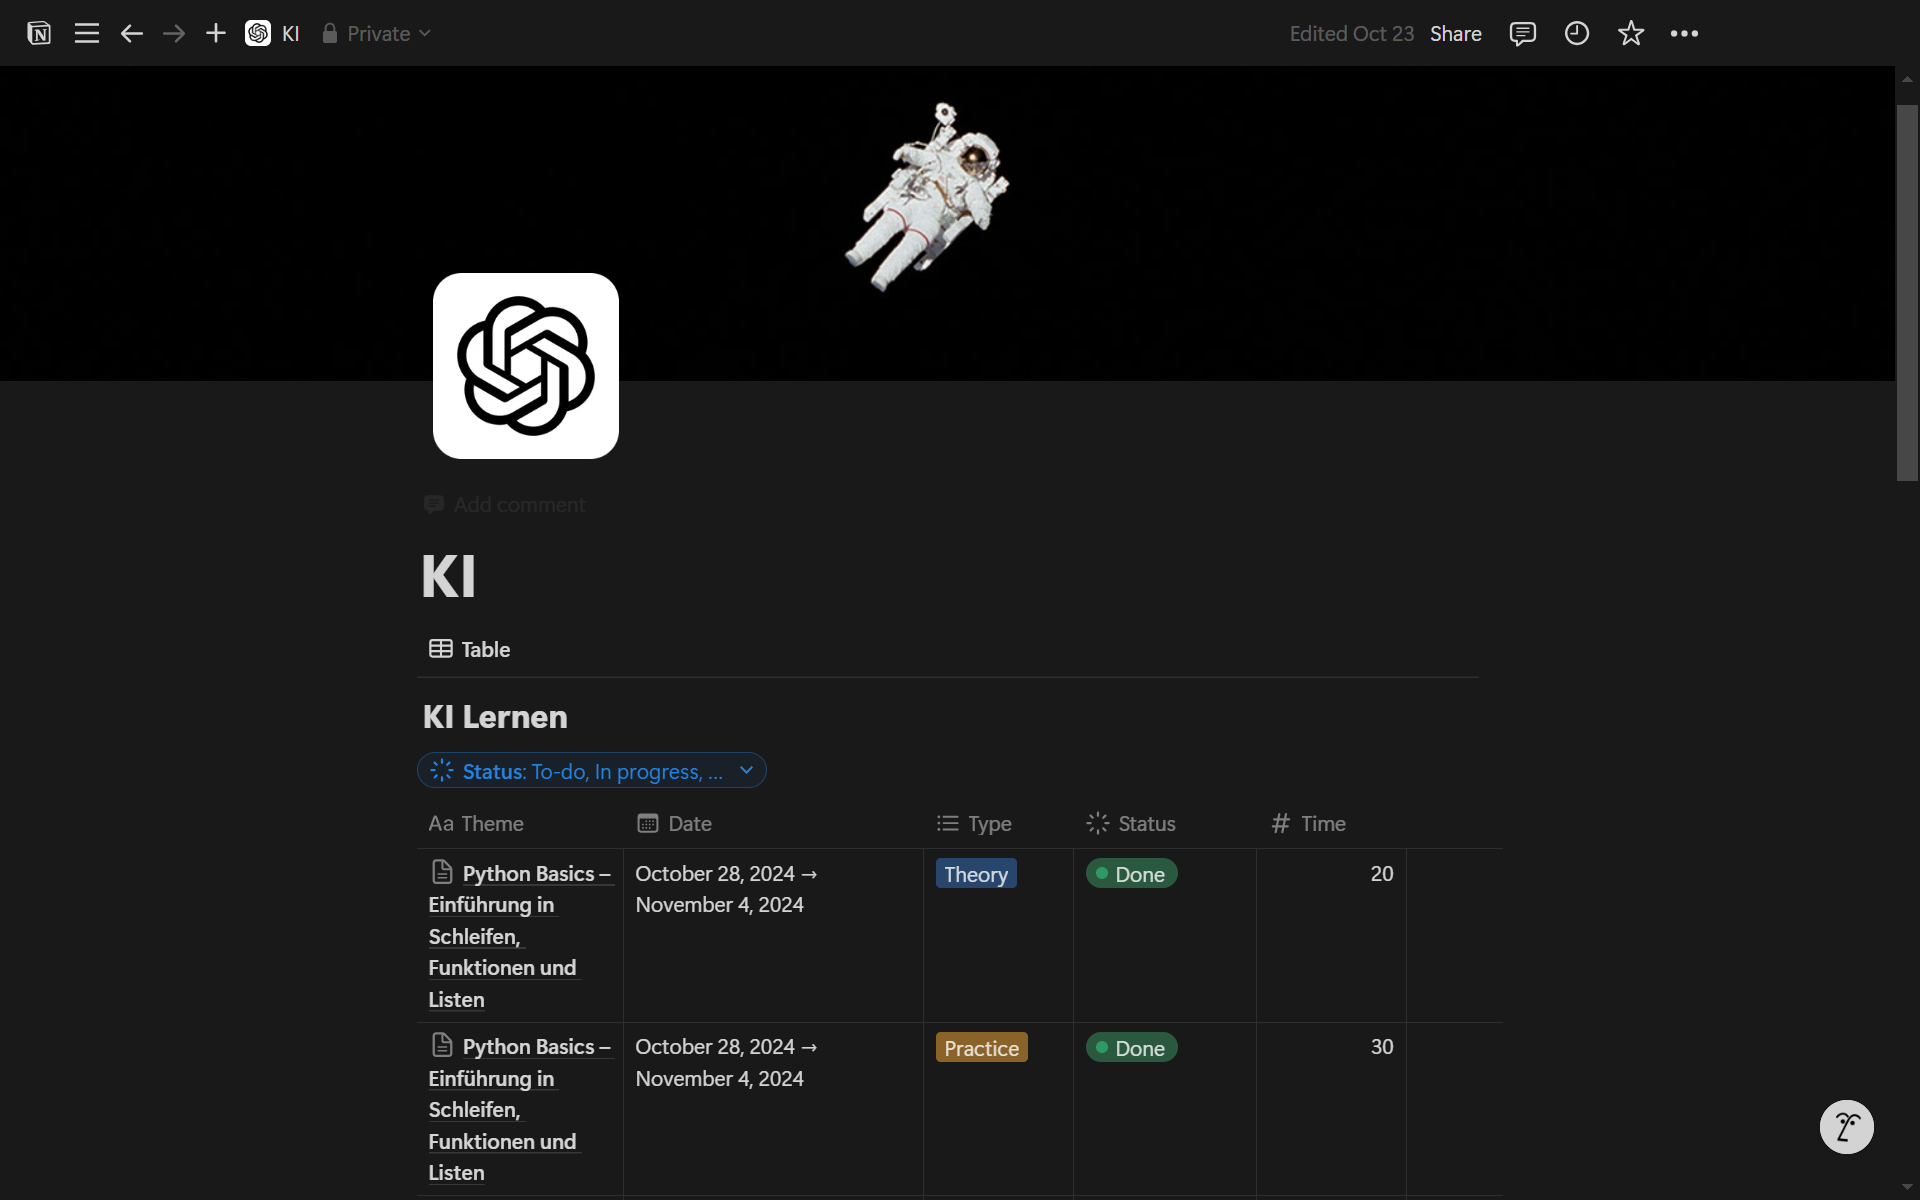 KI Private Edited Oct 23 Share
Add comment
KI
Table
KI Lernen
Status: To-do, In progress, ...
Aa Theme Date Type Status # Time
Python Basics – October 28, 2024 → Theory Done 20
Einführung in November 4, 2024
Schleifen,
Funktionen und
Listen
Python Basics – October 28, 2024 → Practice Done 30
Einführung in November 4, 2024
Schleifen,
Funktionen und
Listen